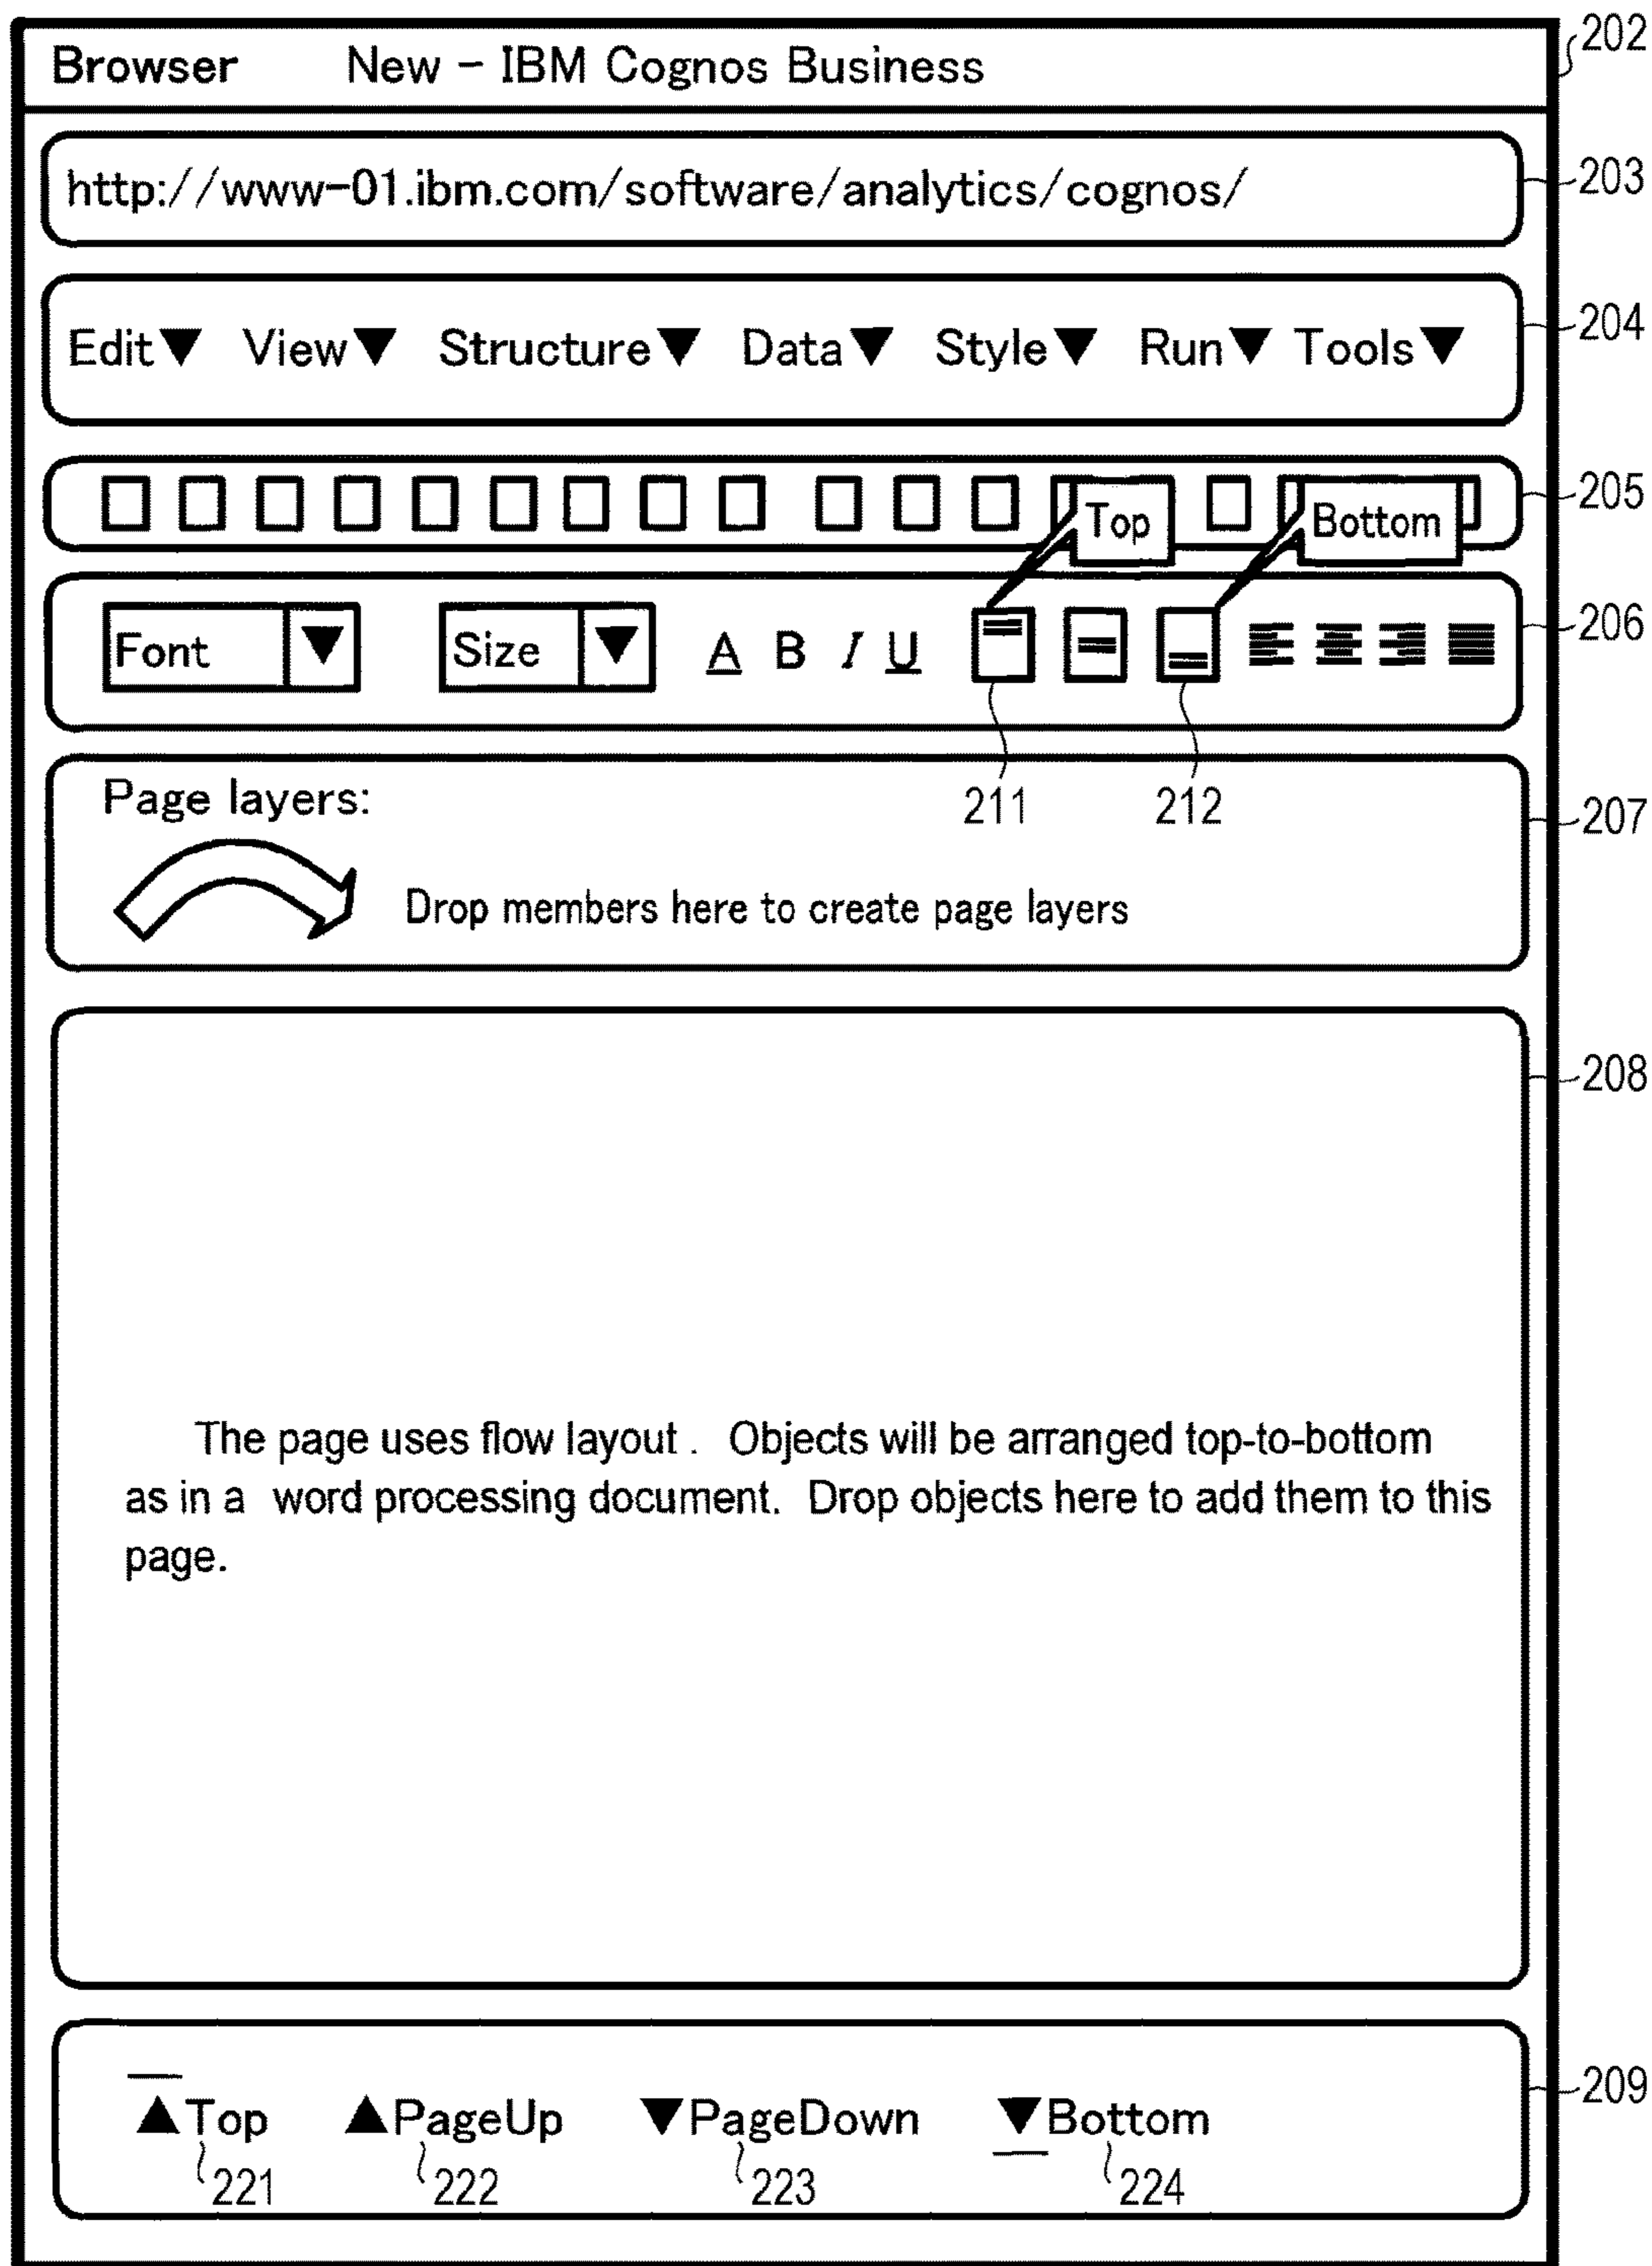 202
Browser New - IBM Cognos Business
http://www-01.ibm.com/software/analytics/cognos/
203
Edit▼ View▼ Structure▼ Data▼ Style▼ Run▼ Tools▼
204
Top Bottom
205
Font ▼ Size ▼ A B I U
206
Page layers:
211 212
207
Drop members here to create page layers
208
The page uses flow layout . Objects will be arranged top-to-bottom
as in a word processing document. Drop objects here to add them to this
page.
209
▲Top ▲PageUp ▼PageDown ▼Bottom
221 222 223 224